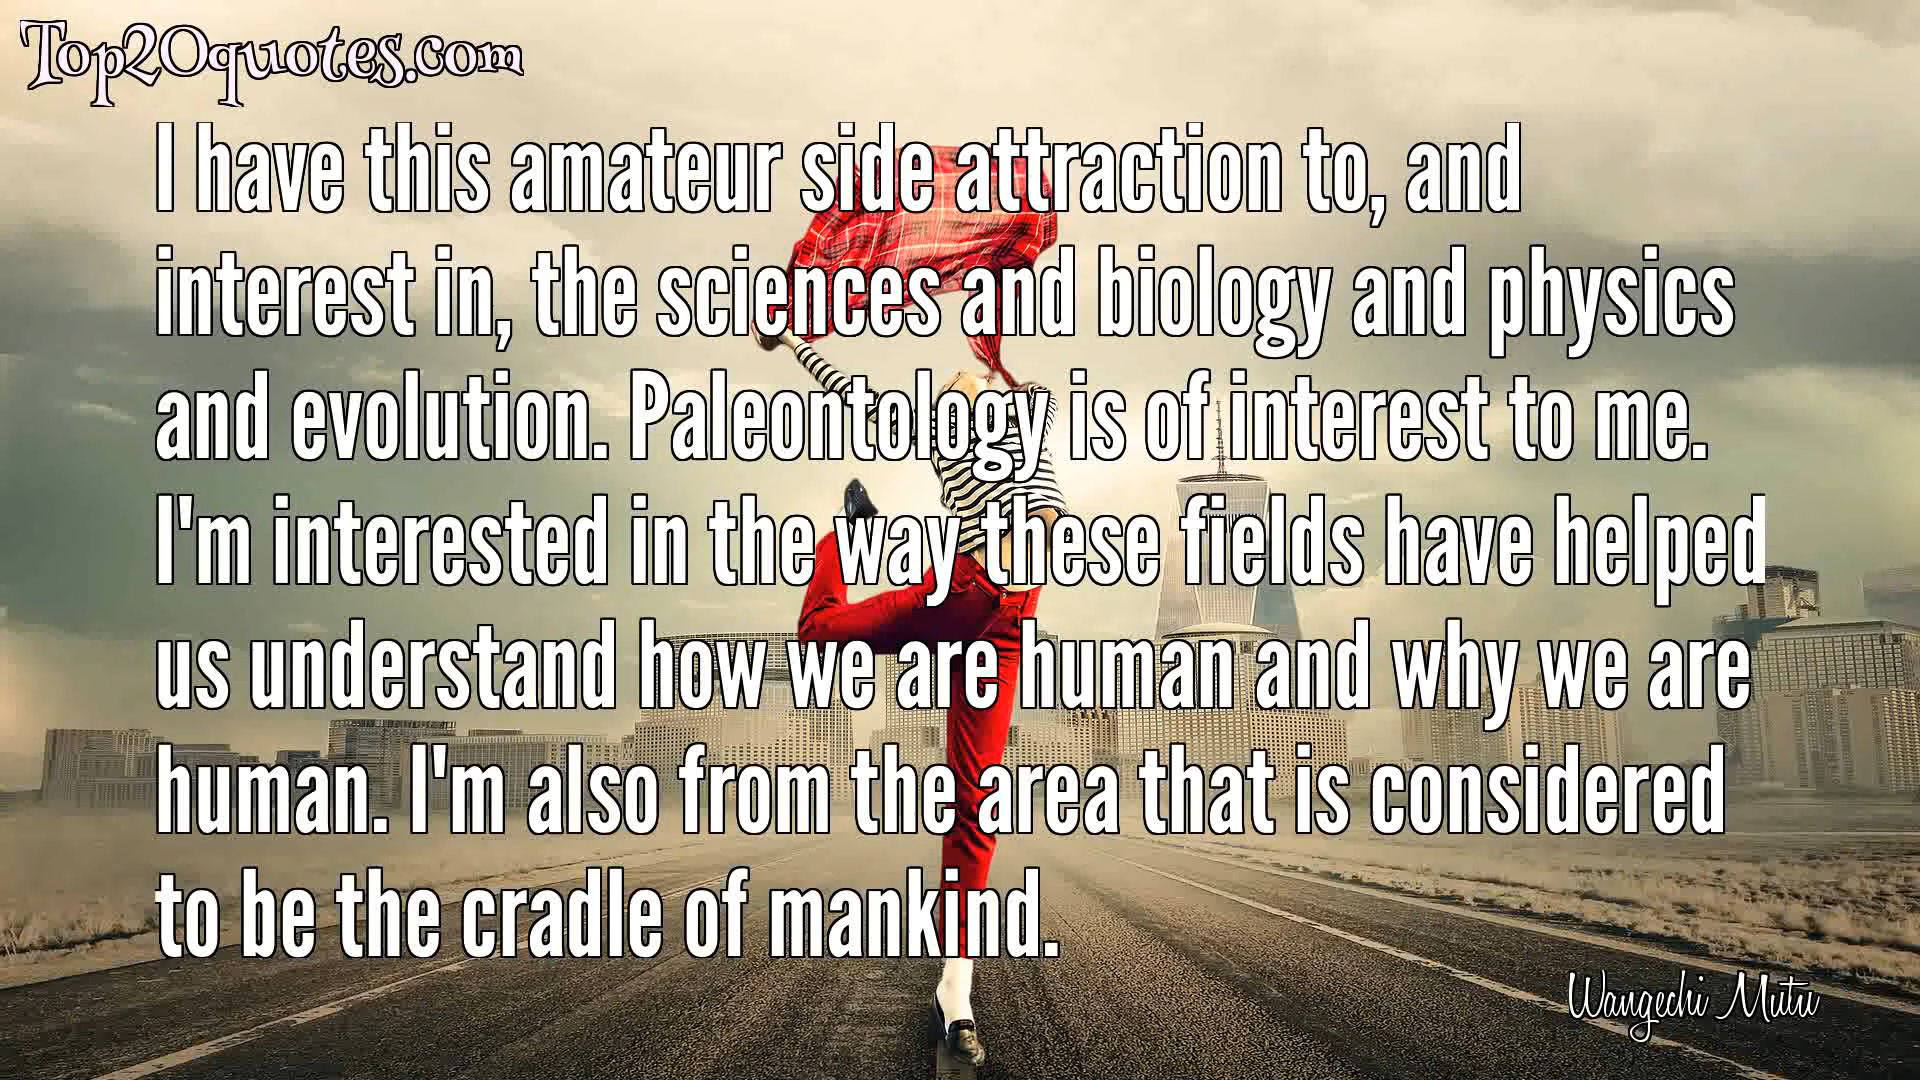 Top20quotes.com
I have this amateur side attraction to, and
interest in, the sciences and biology and physics
and evolution. Paleontology is of interest to me.
I'm interested in the way these fields have helped
us understand how we are human and why we are
human. I'm also from the area that is considered
to be the cradle of mankind.
Wangechi Mutu